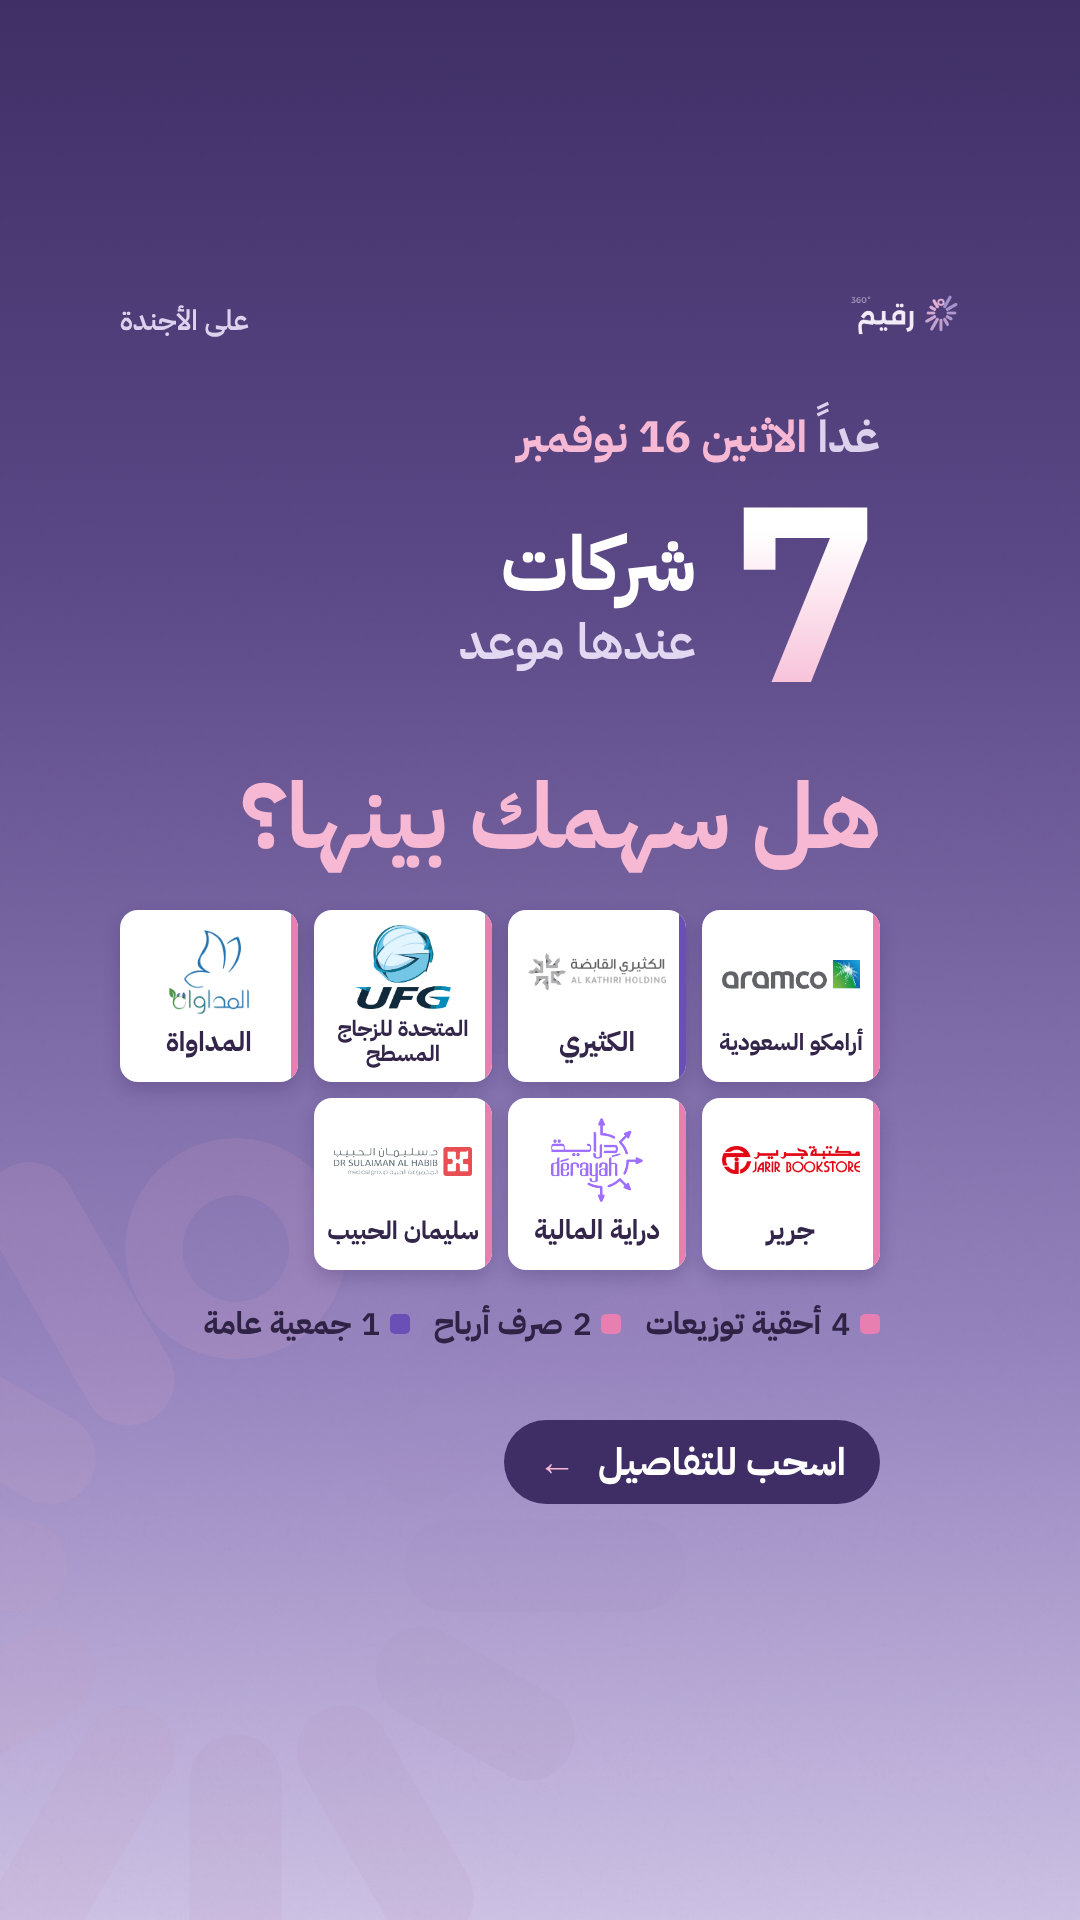 رقيم 360°
على الأجندة
غداً الاثنين 16 نوفمبر
7
شركات
عندها موعد
هل سهمك بينها؟
aramco
أرامكو السعودية
الكثيري القابضة
AL KATHIRI HOLDING
الكثيري
UFG
المتحدة للزجاج
المسطح
المداواة
المداواة
مكتبة جرير
JARIR BOOKSTORE
جرير
دراية
derayah
دراية المالية
د. سليمان الحبيب
DR SULAIMAN AL HABIB
سليمان الحبيب
4 أحقية توزيعات
2 صرف أرباح
1 جمعية عامة
اسحب للتفاصيل ←